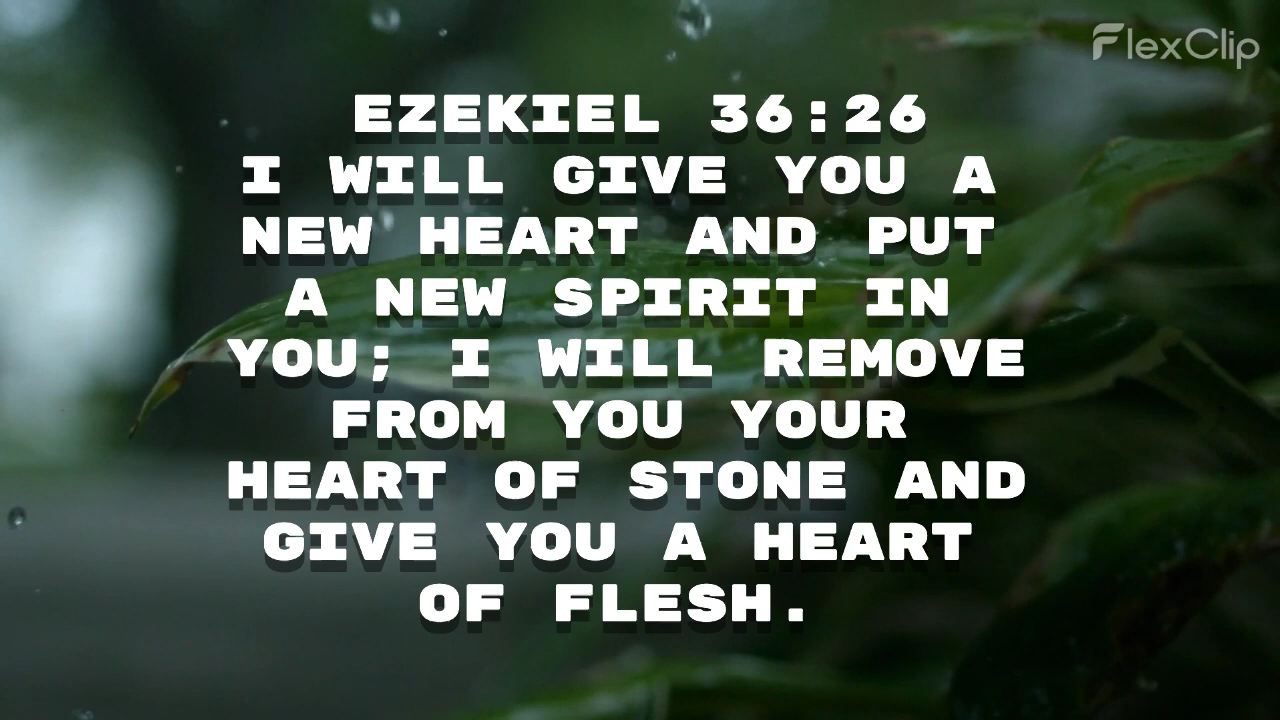 FlexClip
EZEKIEL 36:26
I WILL GIVE YOU A
NEW HEART AND PUT
A NEW SPIRIT IN
YOU; I WILL REMOVE
FROM YOU YOUR
HEART OF STONE AND
GIVE YOU A HEART
OF FLESH.